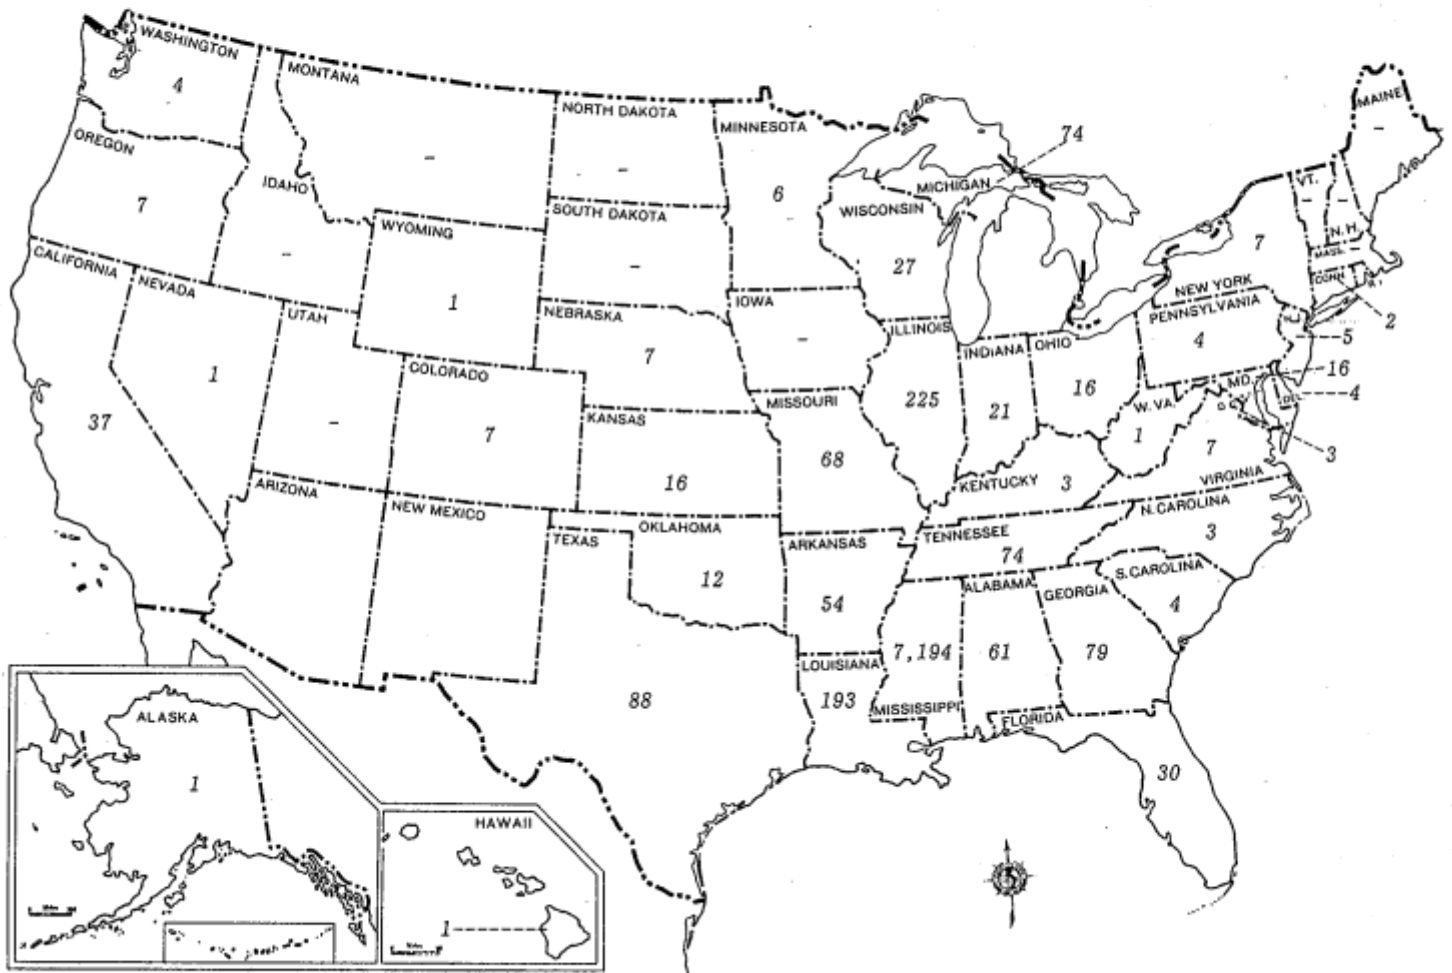 WASHINGTON
4
MONTANA
-
NORTH DAKOTA
-
MINNESOTA
6
74
MAINE
-
OREGON
7
IDAHO
-
SOUTH DAKOTA
-
MICHIGAN
WISCONSIN
27
VT.
-
-
N. H.
MASS. -
WYOMING
1
CALIFORNIA
37
NEVADA
1
UTAH
-
NEBRASKA
7
IOWA
-
ILLINOIS
225
INDIANA
21
OHIO
16
NEW YORK
7
PENNSYLVANIA
4
CONN.
2
5
MD.
16
DEL.
4
3
COLORADO
7
KANSAS
16
MISSOURI
68
W. VA.
1
7
VIRGINIA
KENTUCKY
3
ARIZONA
NEW MEXICO
TEXAS
88
OKLAHOMA
12
ARKANSAS
54
TENNESSEE
74
N. CAROLINA
3
S. CAROLINA
4
ALABAMA
61
GEORGIA
79
LOUISIANA
193
7,194
MISSISSIPPI
FLORIDA
30
ALASKA
1
HAWAII
1